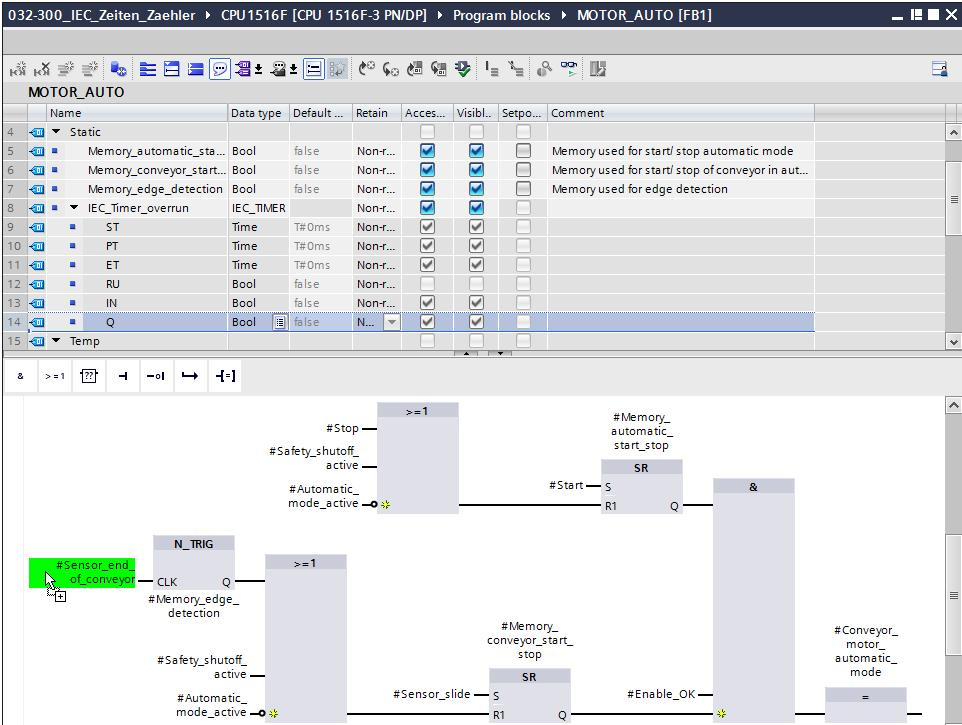 032-300_IEC_Zeiten_Zaehler ▸ CPU1516F [CPU 1516F-3 PN/DP] ▸ Program blocks ▸ MOTOR_AUTO [FB1]
MOTOR_AUTO
Name Data type Default ... Retain Acces... Visibl.. Setpo... Comment
4 Static
5 Memory_automatic_sta... Bool false Non-r... Memory used for start/ stop automatic mode
6 Memory_conveyor_start... Bool false Non-r... Memory used for start/ stop of conveyor in aut...
7 Memory_edge_detection Bool false Non-r... Memory used for edge detection
8 IEC_Timer_overrun IEC_TIMER Non-r...
9 ST Time T#0ms Non-r...
10 PT Time T#0ms Non-r...
11 ET Time T#0ms Non-r...
12 RU Bool false Non-r...
13 IN Bool false Non-r...
14 Q Bool false N...
15 Temp
& >=1 ??
>=1
#Stop
#Safety_shutoff_
active
#Automatic_
mode_active
#Memory_
automatic_
start_stop
SR
#Start S
R1 Q
&
#Sensor_end_
of_conveyor
N_TRIG
CLK Q
#Memory_edge_
detection
>=1
#Safety_shutoff_
active
#Automatic_
mode_active
#Memory_
conveyor_start_
stop
SR
#Sensor_slide S
R1 Q
#Enable_OK
#Conveyor_
motor_
automatic_
mode
=